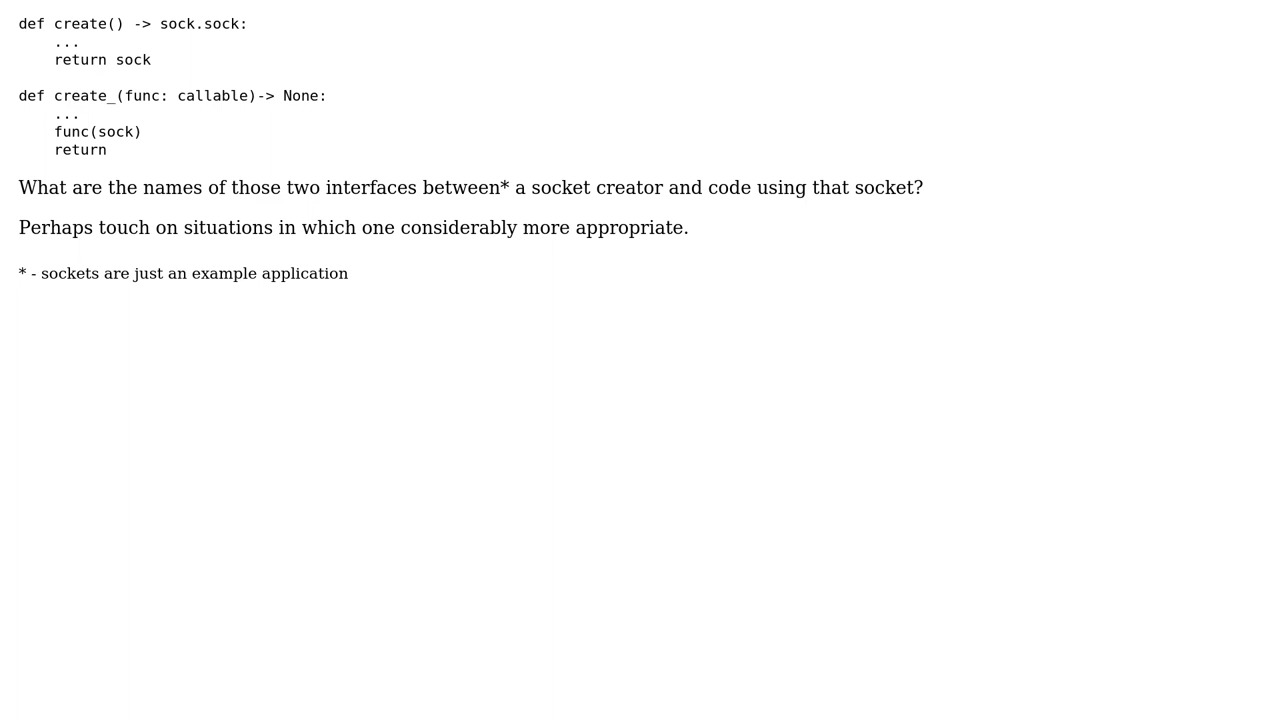 def create() -> sock.sock:
    ...
    return sock
def create_(func: callable)-> None:
    ...
    func(sock)
    return
What are the names of those two interfaces between* a socket creator and code using that socket?
Perhaps touch on situations in which one considerably more appropriate.
* - sockets are just an example application